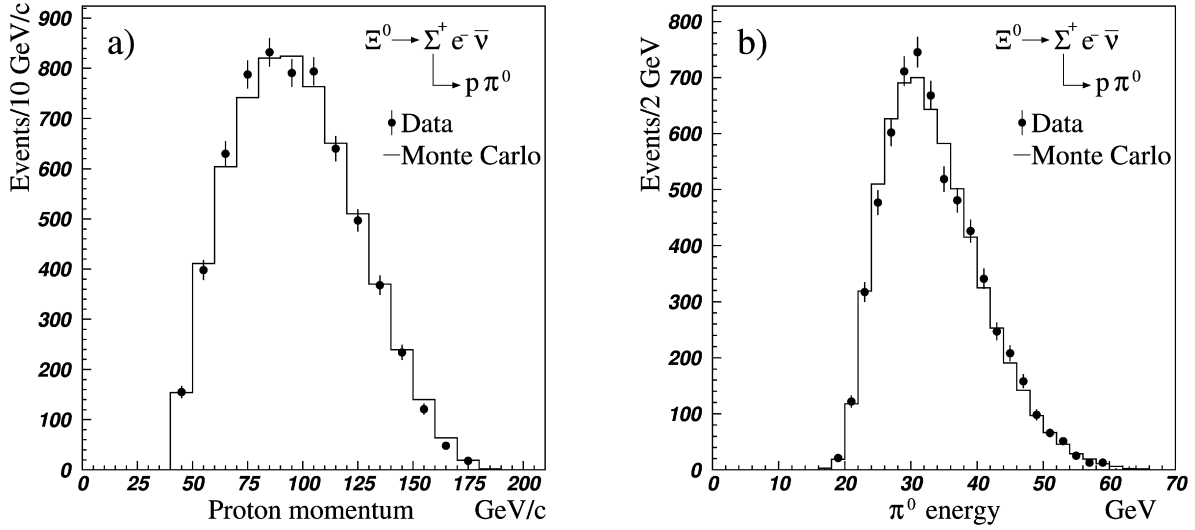 a)
Ξ⁰ → Σ⁺ e⁻ ν̄
→ p π⁰
Data
Monte Carlo
Events/10 GeV/c
900
800
700
600
500
400
300
200
100
0
0 25 50 75 100 125 150 175 200
Proton momentum GeV/c
b)
Ξ⁰ → Σ⁺ e⁻ ν̄
→ p π⁰
Data
Monte Carlo
Events/2 GeV
800
700
600
500
400
300
200
100
0
0 10 20 30 40 50 60 70
π⁰ energy GeV